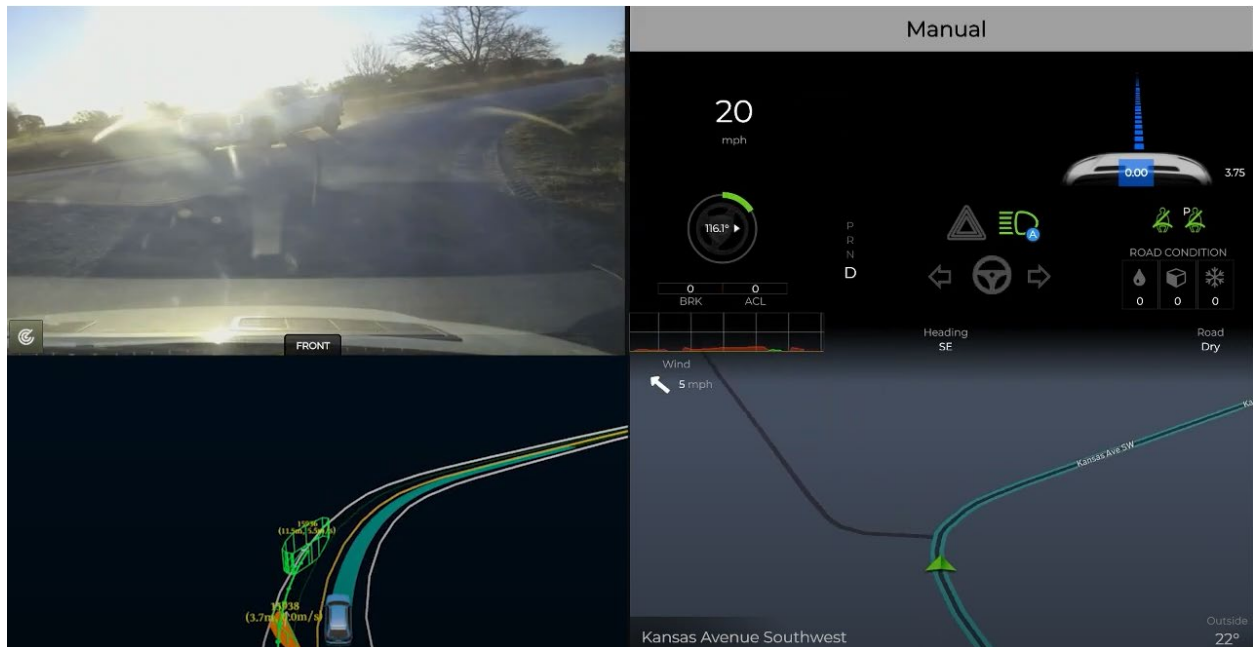 Manual
20
mph
0.00
3.75
116.1°
P
R
N
D
A
P
ROAD CONDITION
0
0
BRK
ACL
0
0
0
FRONT
Heading
SE
Road
Dry
Wind
5 mph
Kansas Ave SW
15738
Kansas Avenue Southwest
Outside
22°